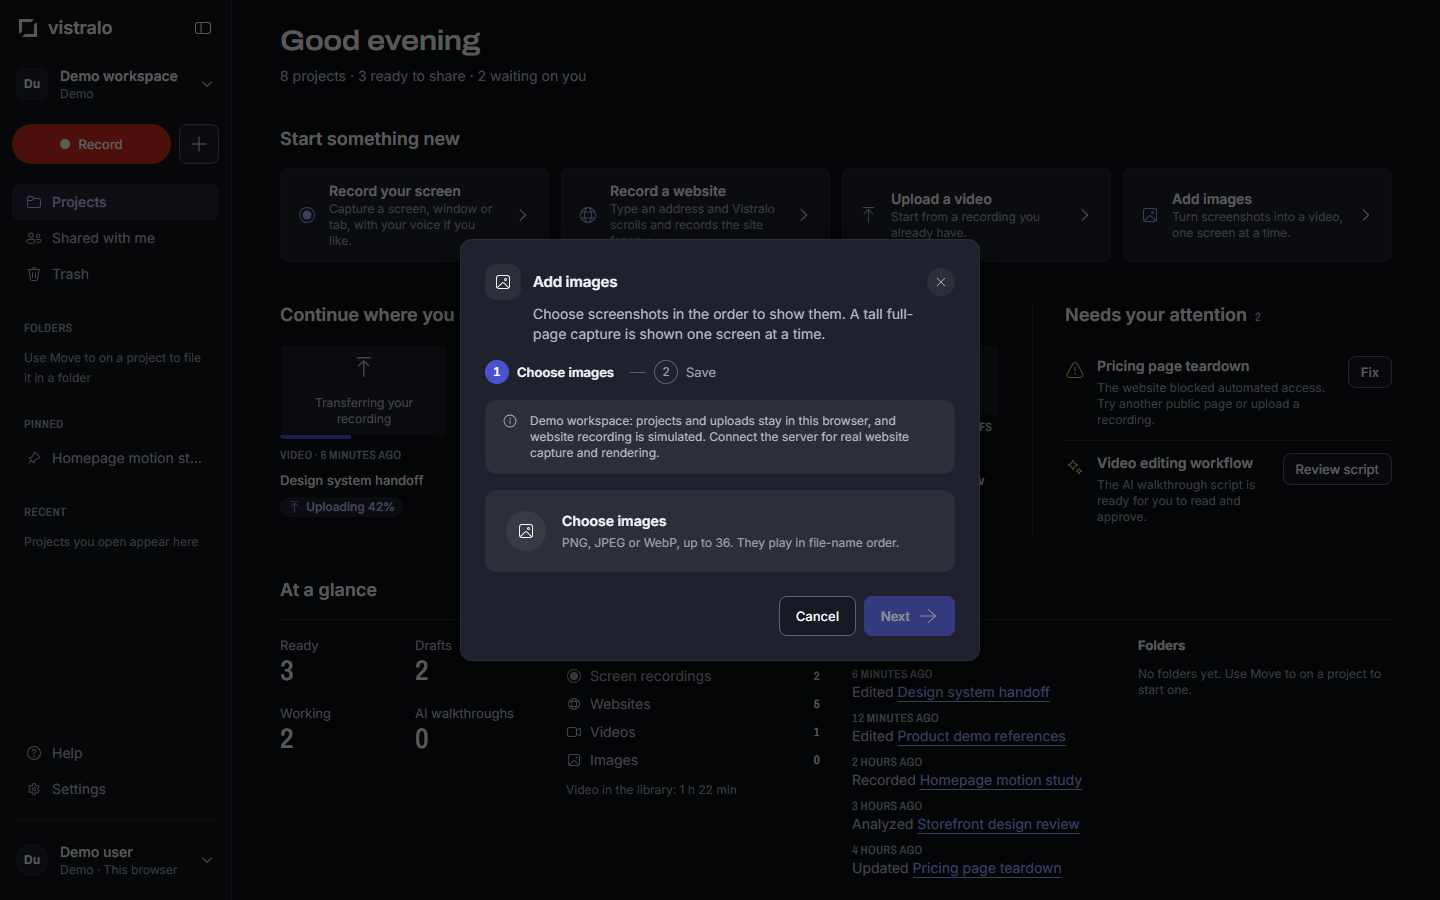 vistralo
Du
Demo workspace
Demo
Record
Projects
Shared with me
Trash
FOLDERS
Use Move to on a project to file
it in a folder
PINNED
Homepage motion st...
RECENT
Projects you open appear here
Help
Settings
Du
Demo user
Demo · This browser
Good evening
8 projects · 3 ready to share · 2 waiting on you
Start something new
Record your screen
Capture a screen, window or
tab, with your voice if you
like.
Record a website
Type an address and Vistralo
scrolls and records the site
Upload a video
Start from a recording you
already have.
Add images
Turn screenshots into a video,
one screen at a time.
Continue where you
Transferring your
recording
VIDEO · 6 MINUTES AGO
Design system handoff
Uploading 42%
Needs your attention 2
Pricing page teardown
The website blocked automated access.
Try another public page or upload a
recording.
Fix
Video editing workflow
The AI walkthrough script is
ready for you to read and
approve.
Review script
Add images
Choose screenshots in the order to show them. A tall full-
page capture is shown one screen at a time.
1 Choose images
2 Save
Demo workspace: projects and uploads stay in this browser, and
website recording is simulated. Connect the server for real website
capture and rendering.
Choose images
PNG, JPEG or WebP, up to 36. They play in file-name order.
Cancel
Next
At a glance
Ready
3
Drafts
2
Working
2
AI walkthroughs
0
Screen recordings 2
Websites 5
Videos 1
Images 0
Video in the library: 1 h 22 min
6 MINUTES AGO
Edited Design system handoff
12 MINUTES AGO
Edited Product demo references
2 HOURS AGO
Recorded Homepage motion study
3 HOURS AGO
Analyzed Storefront design review
4 HOURS AGO
Updated Pricing page teardown
Folders
No folders yet. Use Move to on a project to
start one.